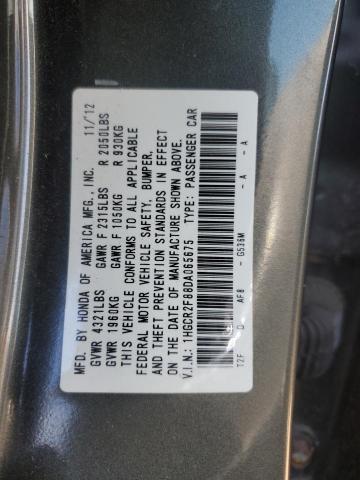 MFD. BY HONDA OF AMERICA MFG., INC. 11/'12
GVWR 4321LBS GAWR F 2315LBS R 2050LBS
GVWR 1960KG GAWR F 1050KG R 930KG
THIS VEHICLE CONFORMS TO ALL APPLICABLE
FEDERAL MOTOR VEHICLE SAFETY, BUMPER,
AND THEFT PREVENTION STANDARDS IN EFFECT
ON THE DATE OF MANUFACTURE SHOWN ABOVE.
V.I.N.: 1HGCR2F88DA065675 TYPE: PASSENGER CAR
T2F D AF8 - G536M - A - A